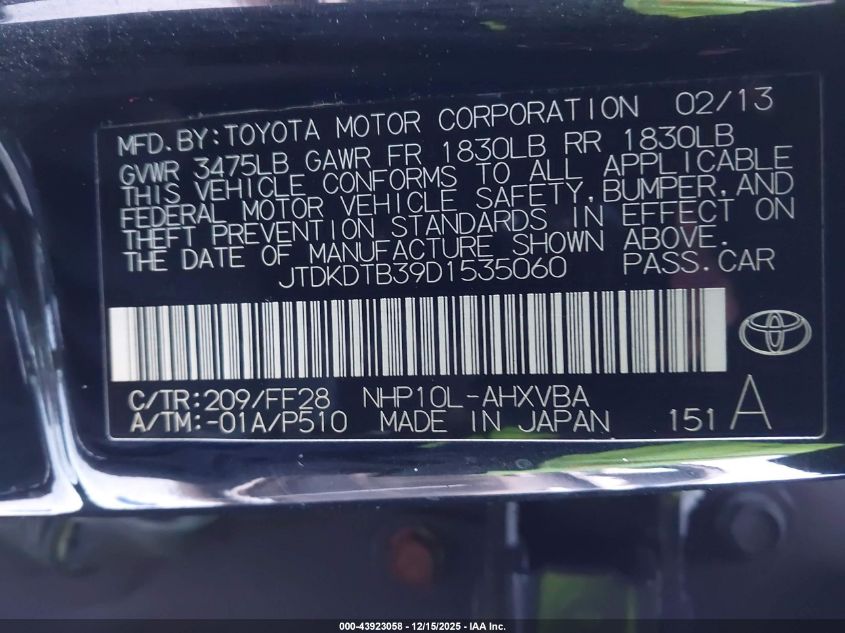 MFD.BY:TOYOTA MOTOR CORPORATION 02/13
GVWR 3475LB GAWR FR 1830LB RR 1830LB
THIS VEHICLE CONFORMS TO ALL APPLICABLE
FEDERAL MOTOR VEHICLE SAFETY, BUMPER, AND
THEFT PREVENTION STANDARDS IN EFFECT ON
THE DATE OF MANUFACTURE SHOWN ABOVE.
JTDKDTB39D1535060 PASS.CAR
C/TR:209/FF28 NHP10L-AHXVBA
A/TM:-01A/P510 MADE IN JAPAN 151 A
000-43923058 - 12/15/2025 - IAA Inc.